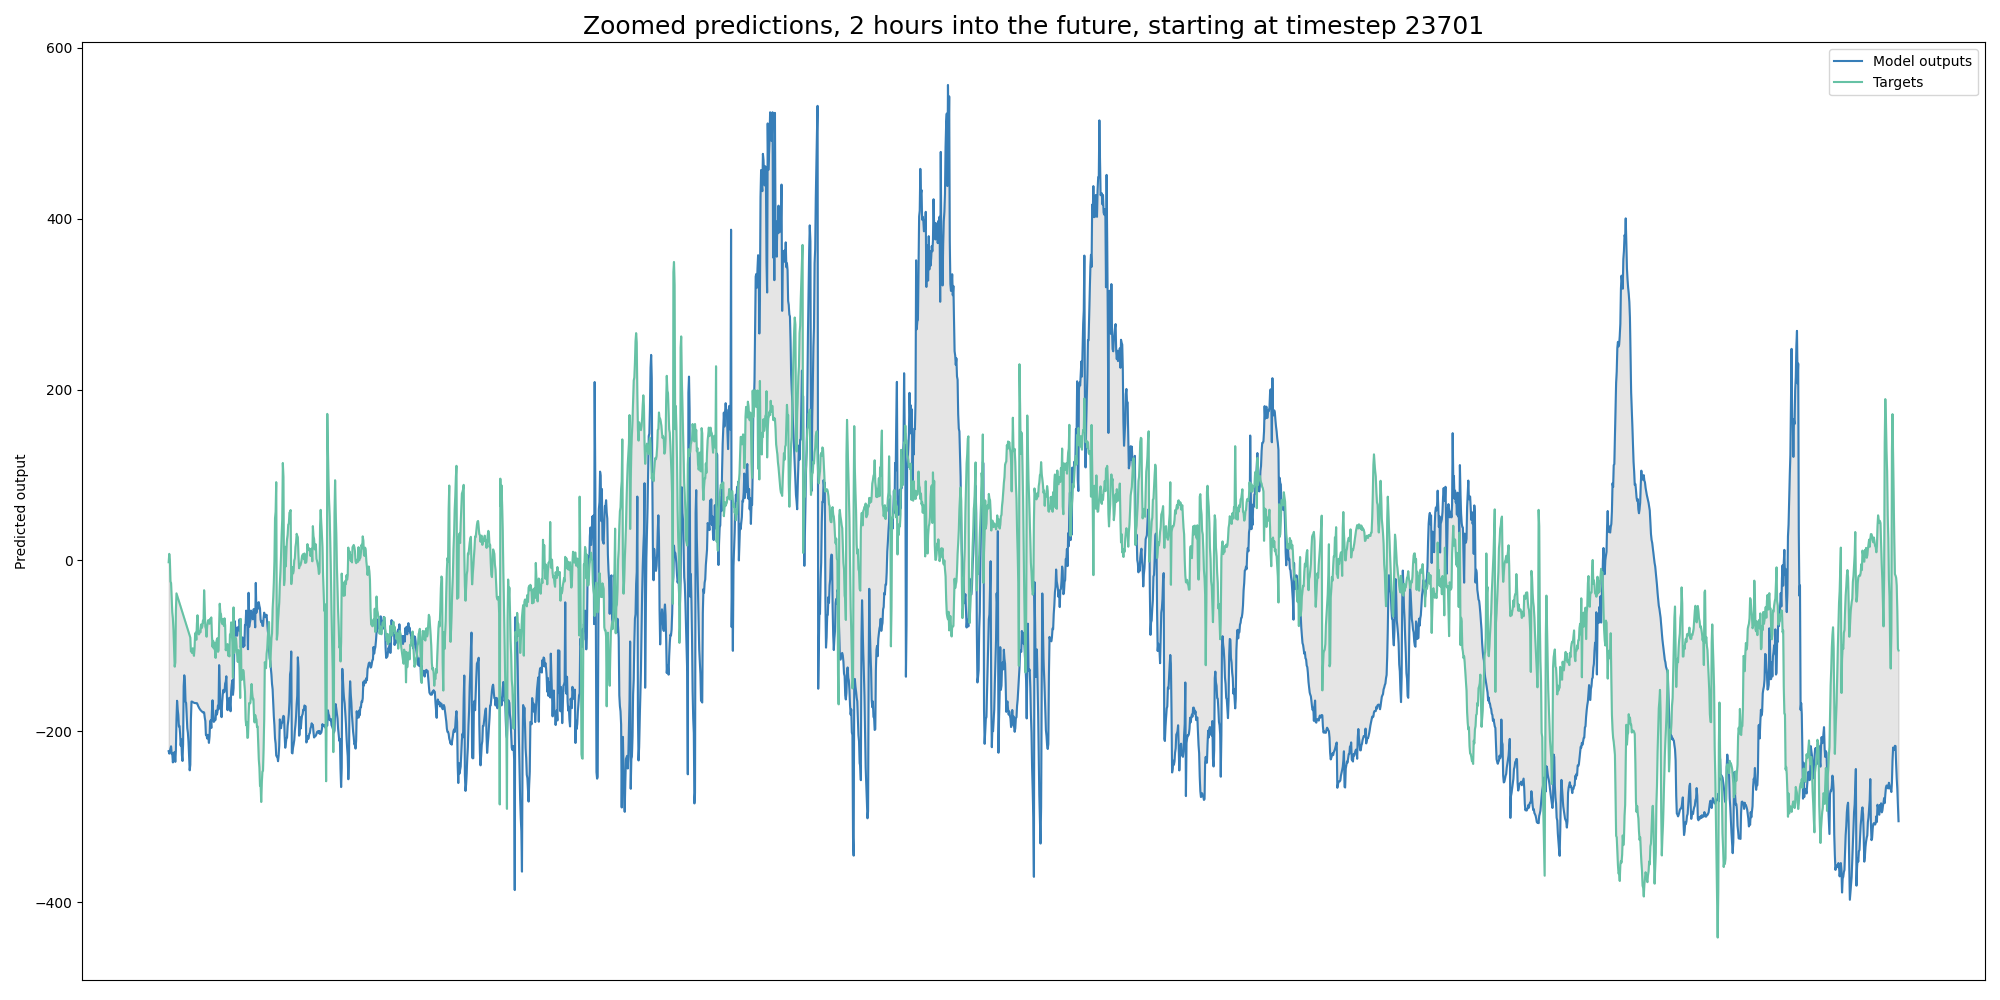 Zoomed predictions, 2 hours into the future, starting at timestep 23701
Model outputs
Targets
Predicted output
600
400
200
0
−200
−400